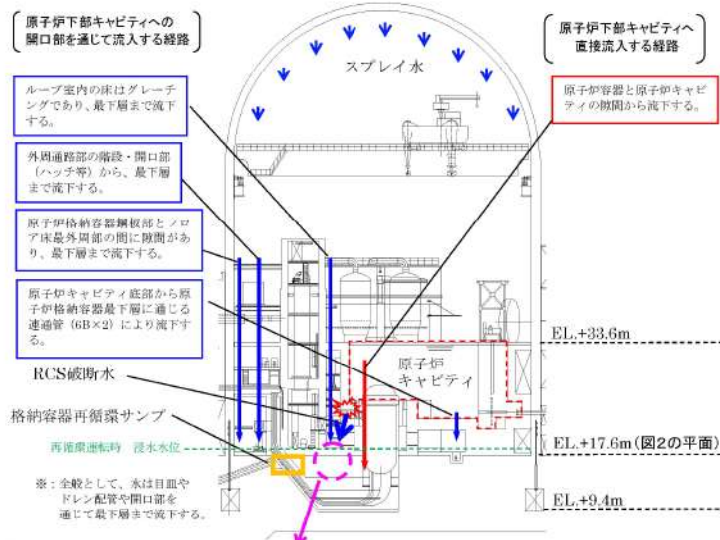 原子炉下部キャビティへの
開口部を通じて流入する経路
原子炉下部キャビティへ
直接流入する経路
スプレイ水
ループ室内の床はグレーチ
ングであり、最下層まで流下
する。
原子炉容器と原子炉キャビ
ティの隙間から流下する。
外周通路部の階段・開口部
(ハッチ等)から、最下層
まで流下する。
原子炉格納容器鋼板部とフロ
ア床最外周部の間に隙間があ
り、最下層まで流下する。
原子炉キャビティ底部から原
子炉格納容器最下層に通じる
連通管(6B×2)により流下す
る。
EL.+33.6m
原子炉
キャビティ
RCS破断水
格納容器再循環サンプ
再循環運転時 浸水水位
EL.+17.6m(図2の平面)
※:全般として、水は目皿や
ドレン配管や開口部を
通じて最下層まで流下する。
EL.+9.4m